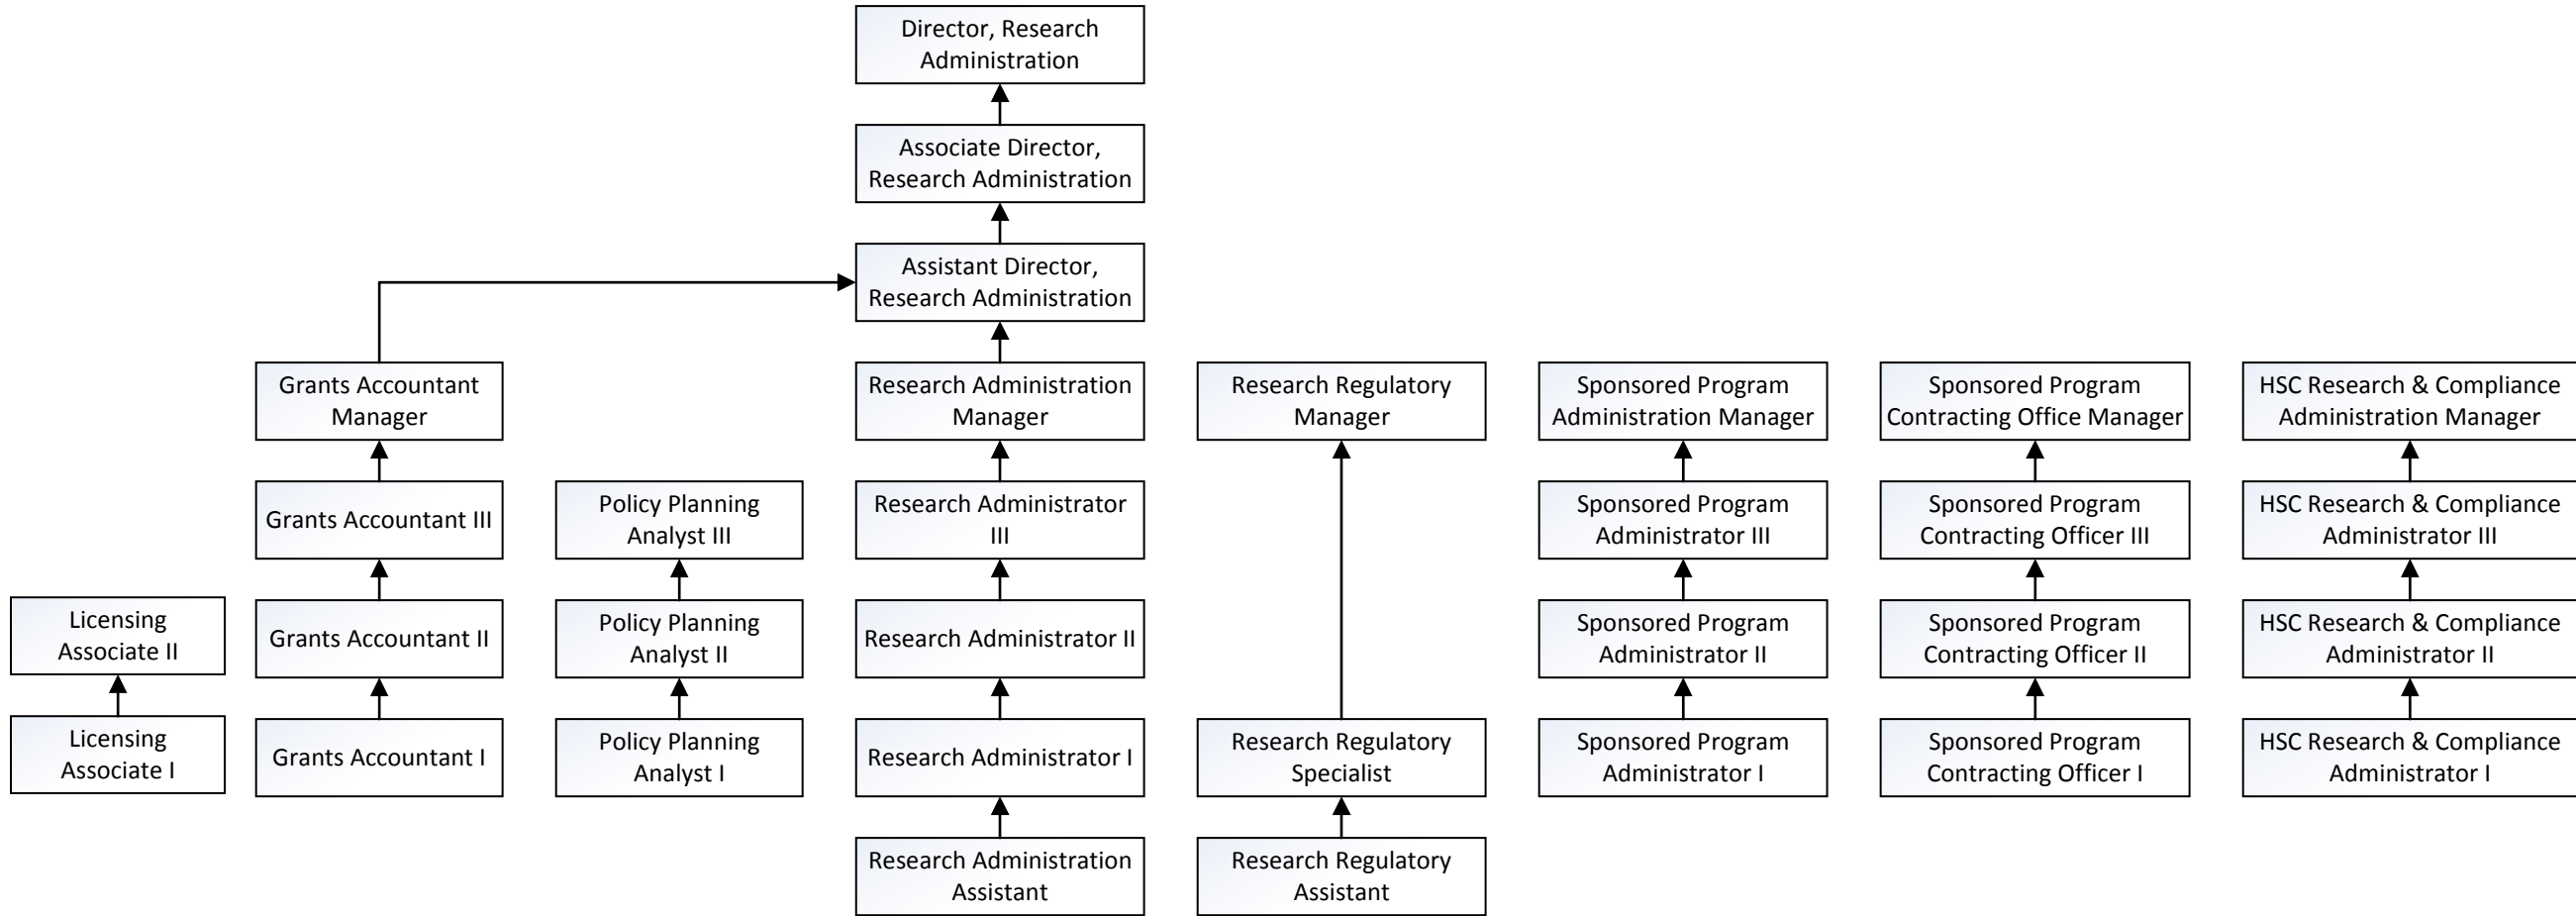 Director, Research
Administration
Associate Director,
Research Administration
Assistant Director,
Research Administration
Grants Accountant
Manager
Research Administration
Manager
Research Regulatory
Manager
Sponsored Program
Administration Manager
Sponsored Program
Contracting Office Manager
HSC Research & Compliance
Administration Manager
Grants Accountant III
Policy Planning
Analyst III
Research Administrator
III
Sponsored Program
Administrator III
Sponsored Program
Contracting Officer III
HSC Research & Compliance
Administrator III
Licensing
Associate II
Grants Accountant II
Policy Planning
Analyst II
Research Administrator II
Sponsored Program
Administrator II
Sponsored Program
Contracting Officer II
HSC Research & Compliance
Administrator II
Licensing
Associate I
Grants Accountant I
Policy Planning
Analyst I
Research Administrator I
Research Regulatory
Specialist
Sponsored Program
Administrator I
Sponsored Program
Contracting Officer I
HSC Research & Compliance
Administrator I
Research Administration
Assistant
Research Regulatory
Assistant